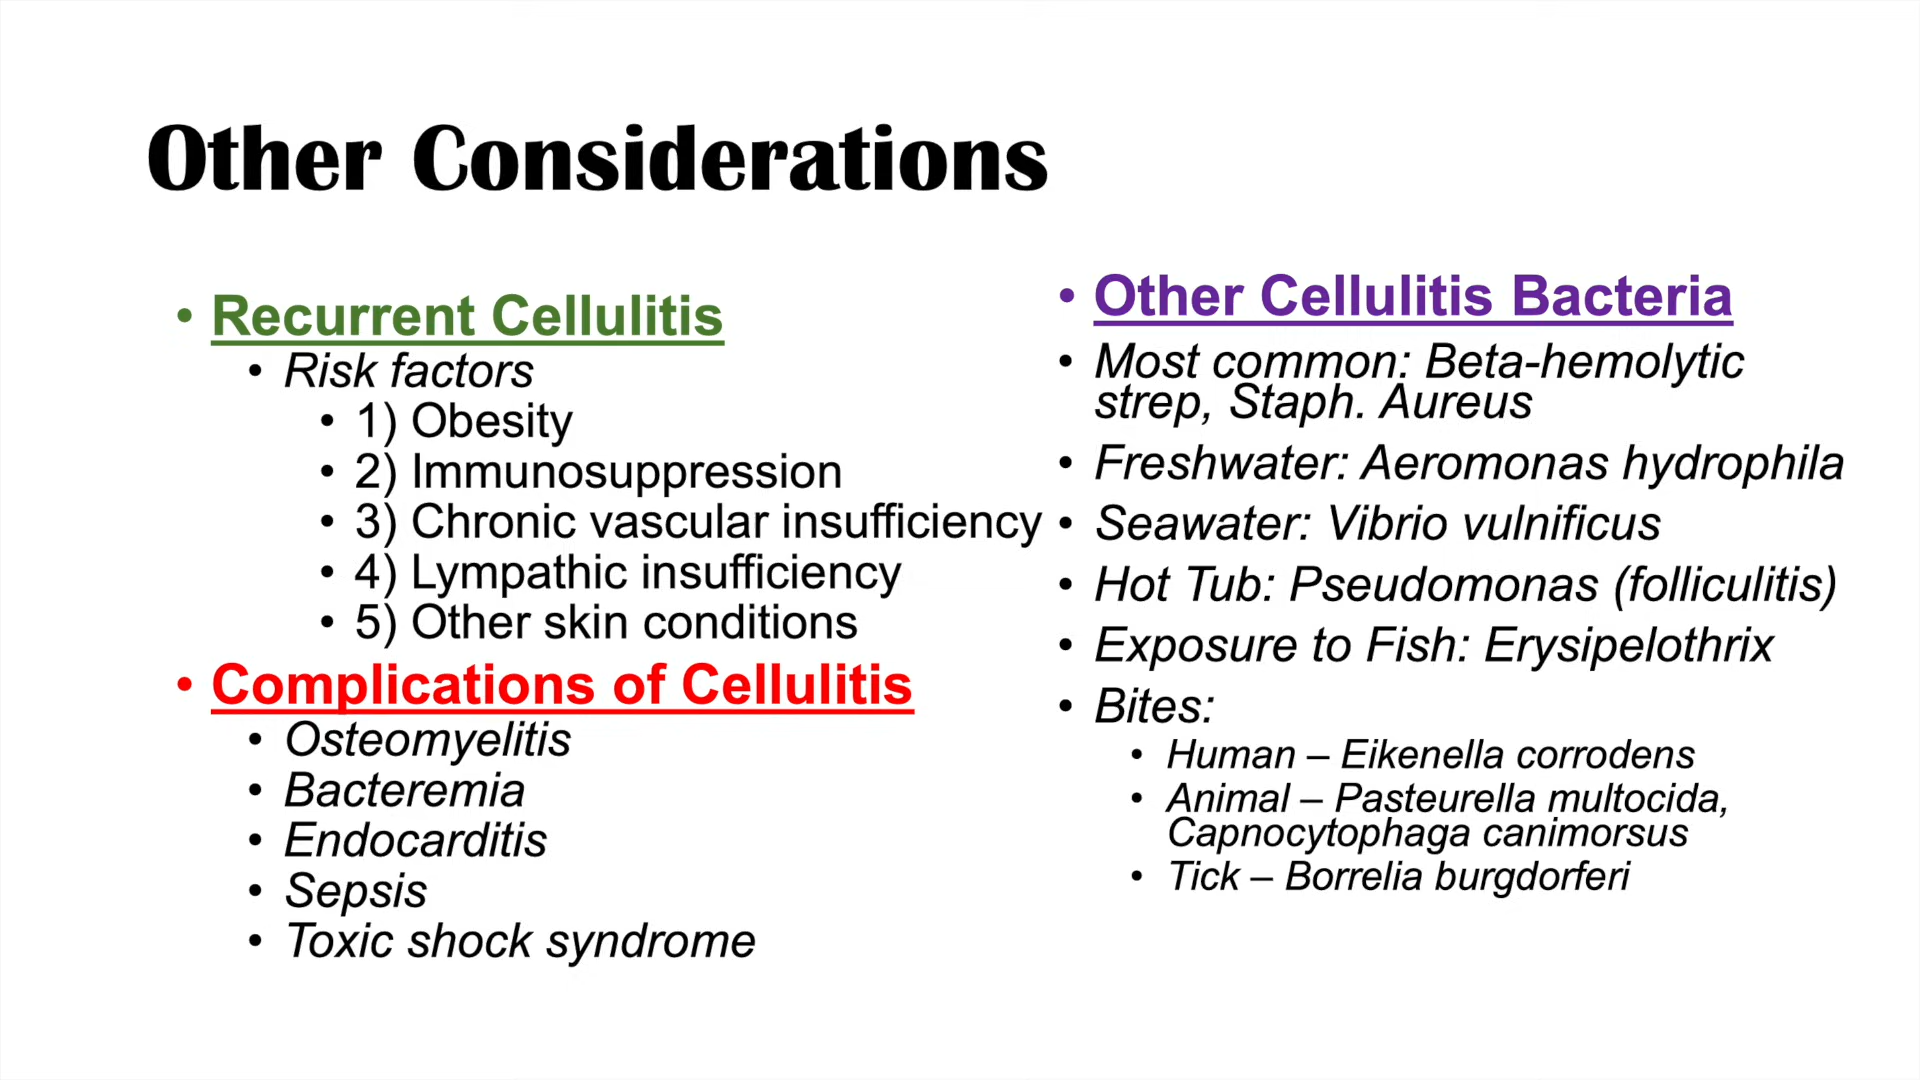 Other Considerations
• Recurrent Cellulitis
• Risk factors
• 1) Obesity
• 2) Immunosuppression
• 3) Chronic vascular insufficiency
• 4) Lympathic insufficiency
• 5) Other skin conditions
• Complications of Cellulitis
• Osteomyelitis
• Bacteremia
• Endocarditis
• Sepsis
• Toxic shock syndrome
• Other Cellulitis Bacteria
• Most common: Beta-hemolytic
strep, Staph. Aureus
• Freshwater: Aeromonas hydrophila
• Seawater: Vibrio vulnificus
• Hot Tub: Pseudomonas (folliculitis)
• Exposure to Fish: Erysipelothrix
• Bites:
• Human – Eikenella corrodens
• Animal – Pasteurella multocida,
Capnocytophaga canimorsus
• Tick – Borrelia burgdorferi